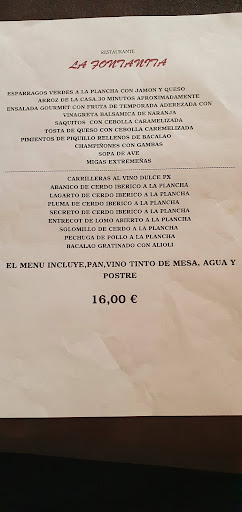 RESTAURANTE
LA FONTANITA
ESPARRAGOS VERDES A LA PLANCHA CON JAMON Y QUESO
ARROZ DE LA CASA.30 MINUTOS APROXIMADAMENTE
ENSALADA GOURMET CON FRUTA DE TEMPORADA ADEREZADA CON
VINAGRETA BALSAMICA DE NARANJA
SAQUITOS CON CEBOLLA CARAMELIZADA
TOSTA DE QUESO CON CEBOLLA CAREMELIZADA
PIMIENTOS DE PIQUILLO RELLENOS DE BACALAO
CHAMPIÑONES CON GAMBAS
SOPA DE AVE
MIGAS EXTREMEÑAS
CARRILLERAS AL VINO DULCE PX
ABANICO DE CERDO IBERICO A LA PLANCHA
LAGARTO DE CERDO IBERICO A LA PLANCHA
PLUMA DE CERDO IBERICO A LA PLANCHA
SECRETO DE CERDO IBERICO A LA PLANCHA
ENTRECOT DE LOMO ABIERTO A LA PLANCHA
SOLOMILLO DE CERDO A LA PLANCHA
PECHUGA DE POLLO A LA PLANCHA
BACALAO GRATINADO CON ALIOLI
EL MENU INCLUYE,PAN,VINO TINTO DE MESA, AGUA Y
POSTRE
16,00 €